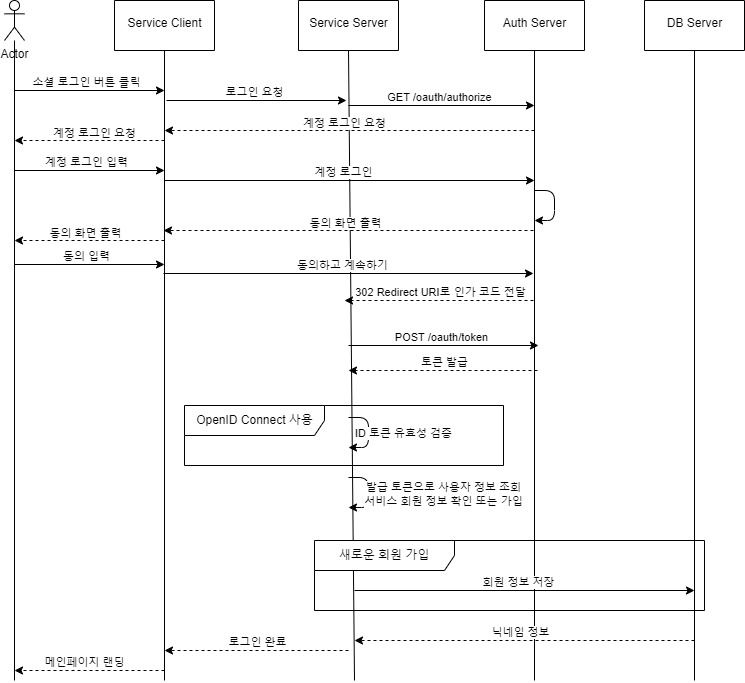 Service Client
Service Server
Auth Server
DB Server
Actor
소셜 로그인 버튼 클릭
로그인 요청
GET /oauth/authorize
계정 로그인 요청
계정 로그인 요청
계정 로그인 입력
계정 로그인
동의 화면 출력
동의 화면 출력
동의 입력
동의하고 계속하기
302 Redirect URI로 인가 코드 전달
POST /oauth/token
토큰 발급
OpenID Connect 사용
ID 토큰 유효성 검증
발급 토큰으로 사용자 정보 조회
서비스 회원 정보 확인 또는 가입
새로운 회원 가입
회원 정보 저장
닉네임 정보
로그인 완료
메인페이지 랜딩